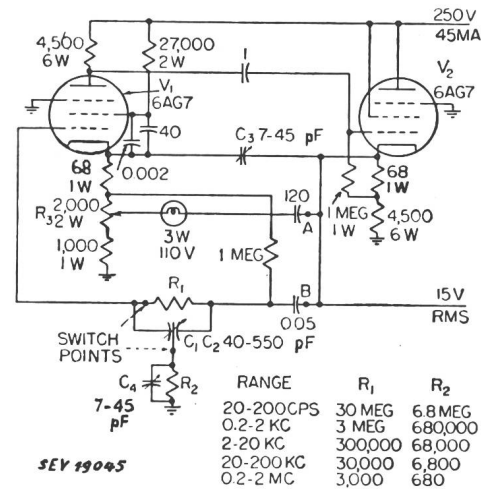 250V
45MA
4,500
6W
27,000
2W
1
V1
6AG7
V2
6AG7
40
0.002
C3 7-45 pF
68
1W
68
1W
2,000
R3 2W
1,000
1W
3W
110V
120
A
1 MEG
1W
4,500
6W
1 MEG
B
0.05
15V
RMS
R1
SWITCH
POINTS
C1 C2 40-550 pF
C4
R2
7-45
pF
RANGE R1 R2
20-200CPS 30 MEG 6.8 MEG
0.2-2 KC 3 MEG 680,000
2-20 KC 300,000 68,000
20-200 KC 30,000 6,800
0.2-2 MC 3,000 680
SEV 19045